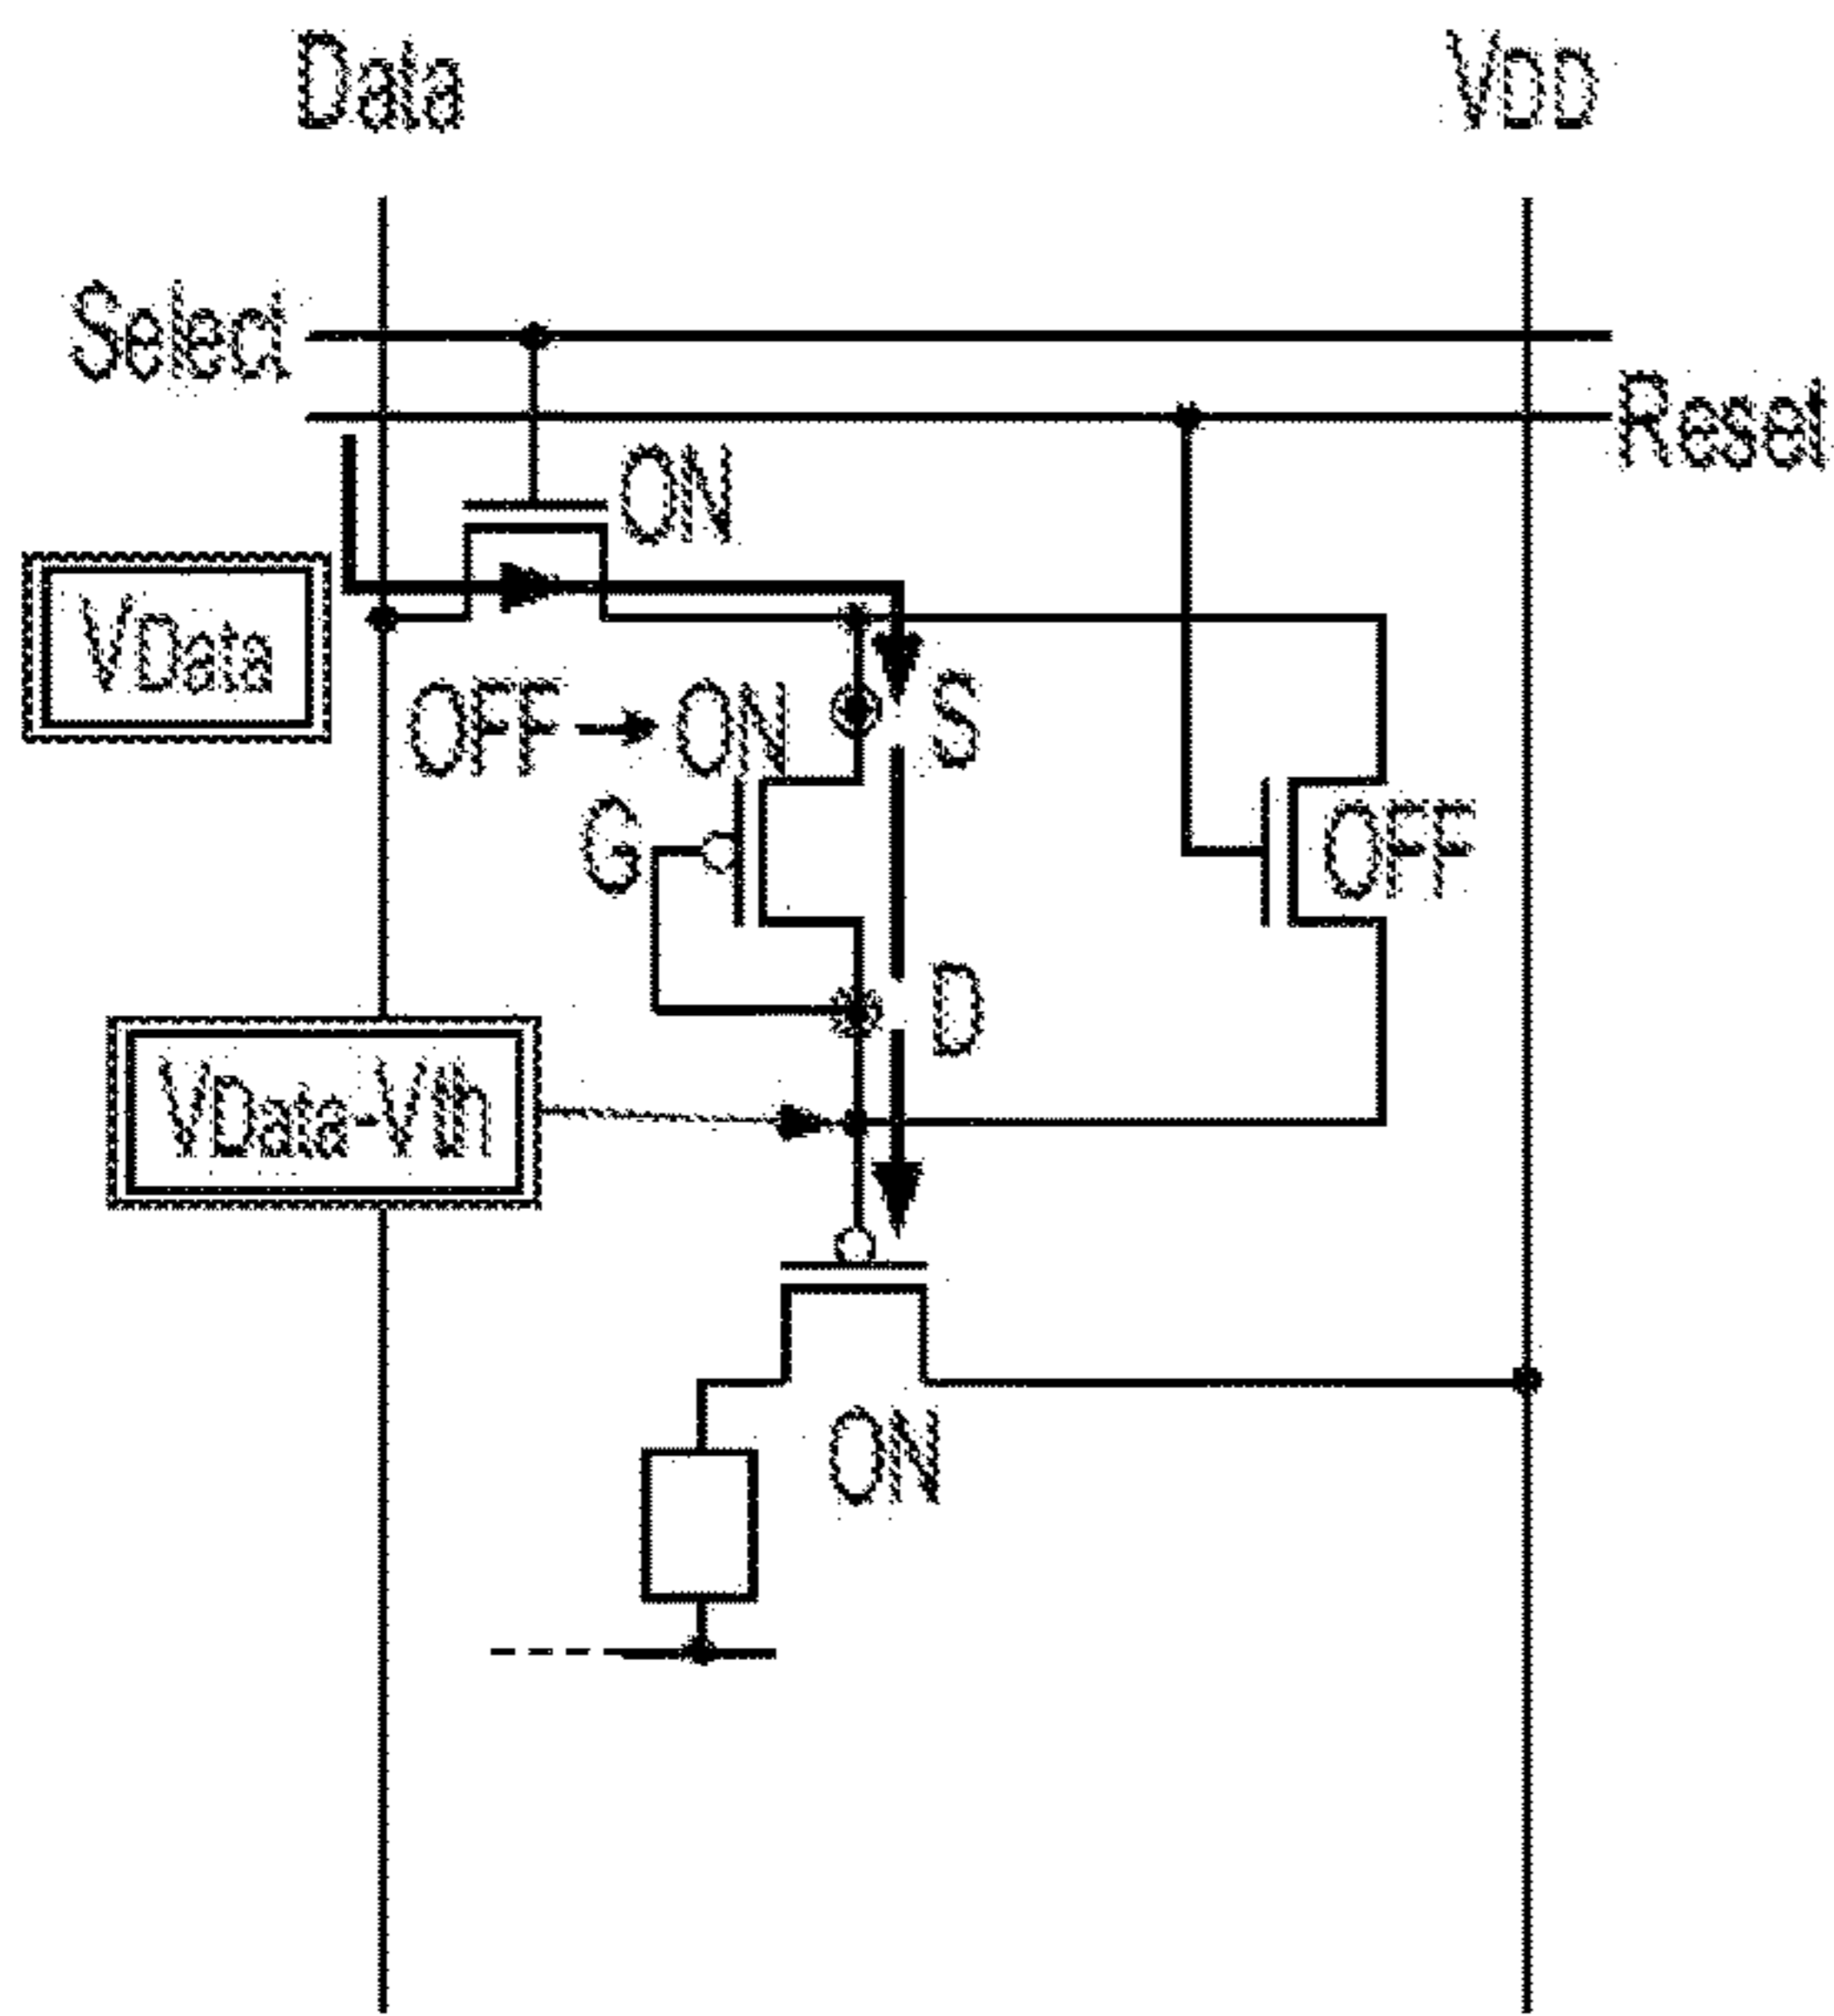 Data VDD
Select
Reset
ON
VData
OFF → ON S
G
OFF
D
VData-Vth
ON